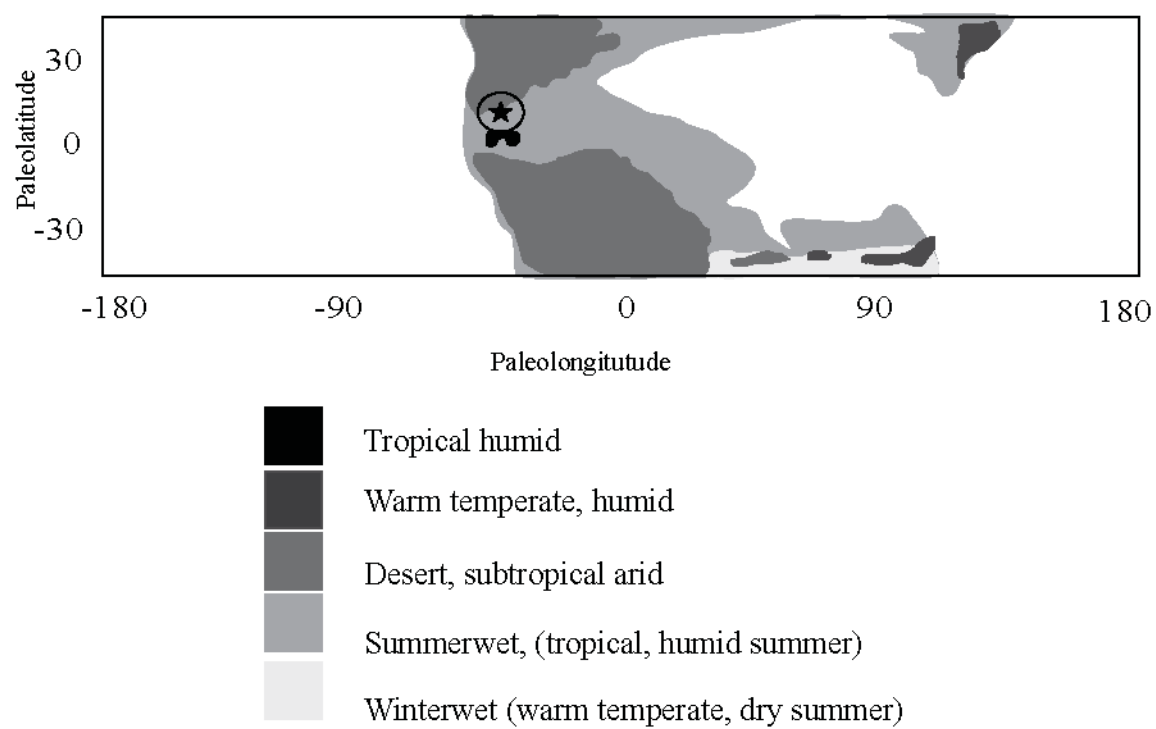 30
0
-30
Paleolatitude
-180
-90
0
90
180
Paleolongitutude
Tropical humid
Warm temperate, humid
Desert, subtropical arid
Summerwet, (tropical, humid summer)
Winterwet (warm temperate, dry summer)